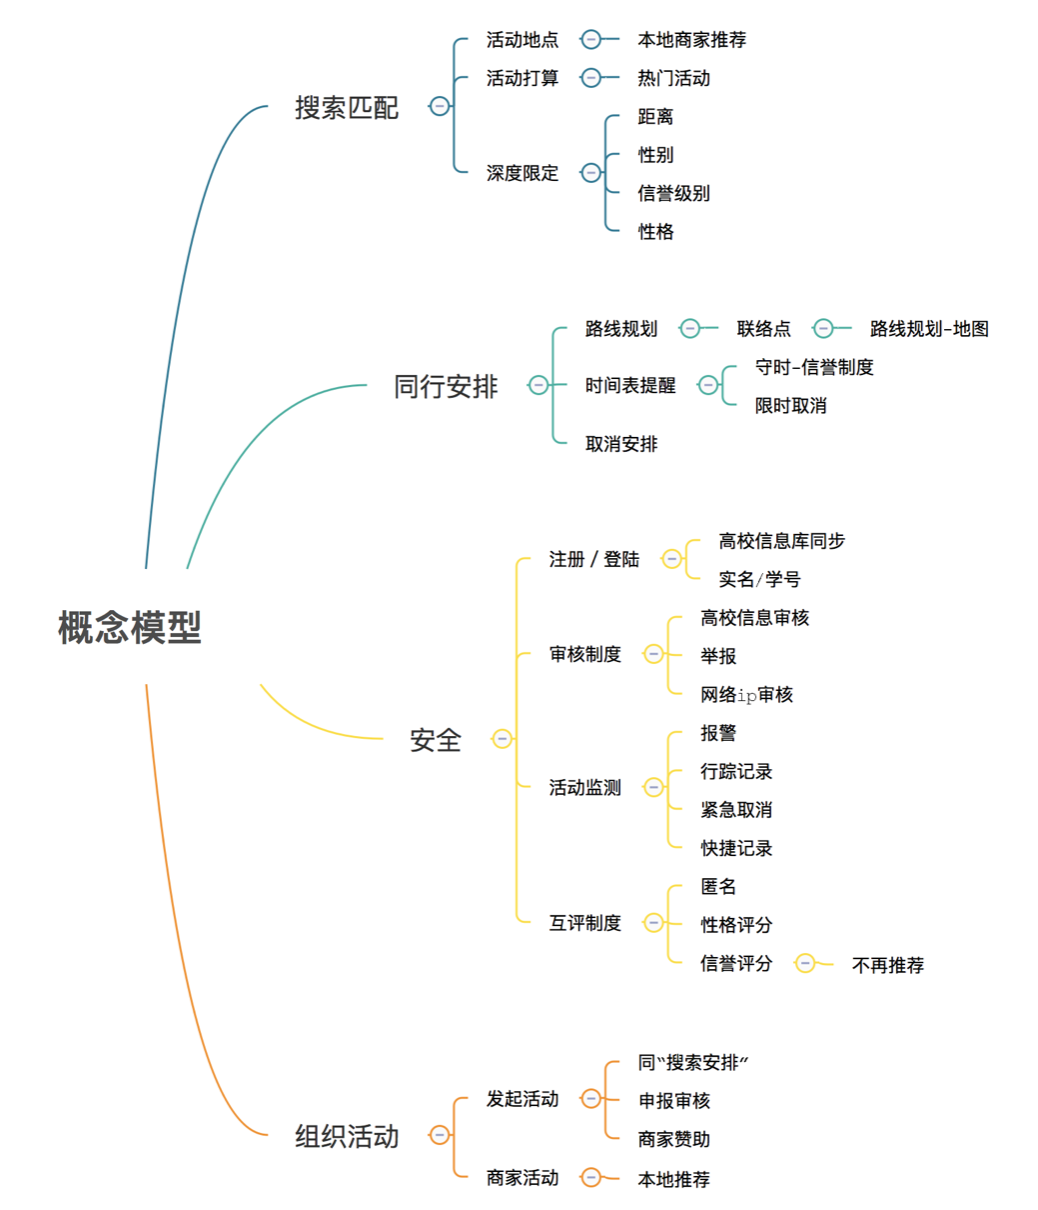 概念模型
搜索匹配
活动地点
本地商家推荐
活动打算
热门活动
深度限定
距离
性别
信誉级别
性格
同行安排
路线规划
联络点
路线规划-地图
时间表提醒
守时-信誉制度
限时取消
取消安排
安全
注册 / 登陆
高校信息库同步
实名/学号
审核制度
高校信息审核
举报
网络ip审核
活动监测
报警
行踪记录
紧急取消
快捷记录
互评制度
匿名
性格评分
信誉评分
不再推荐
组织活动
发起活动
同“搜索安排”
申报审核
商家赞助
商家活动
本地推荐